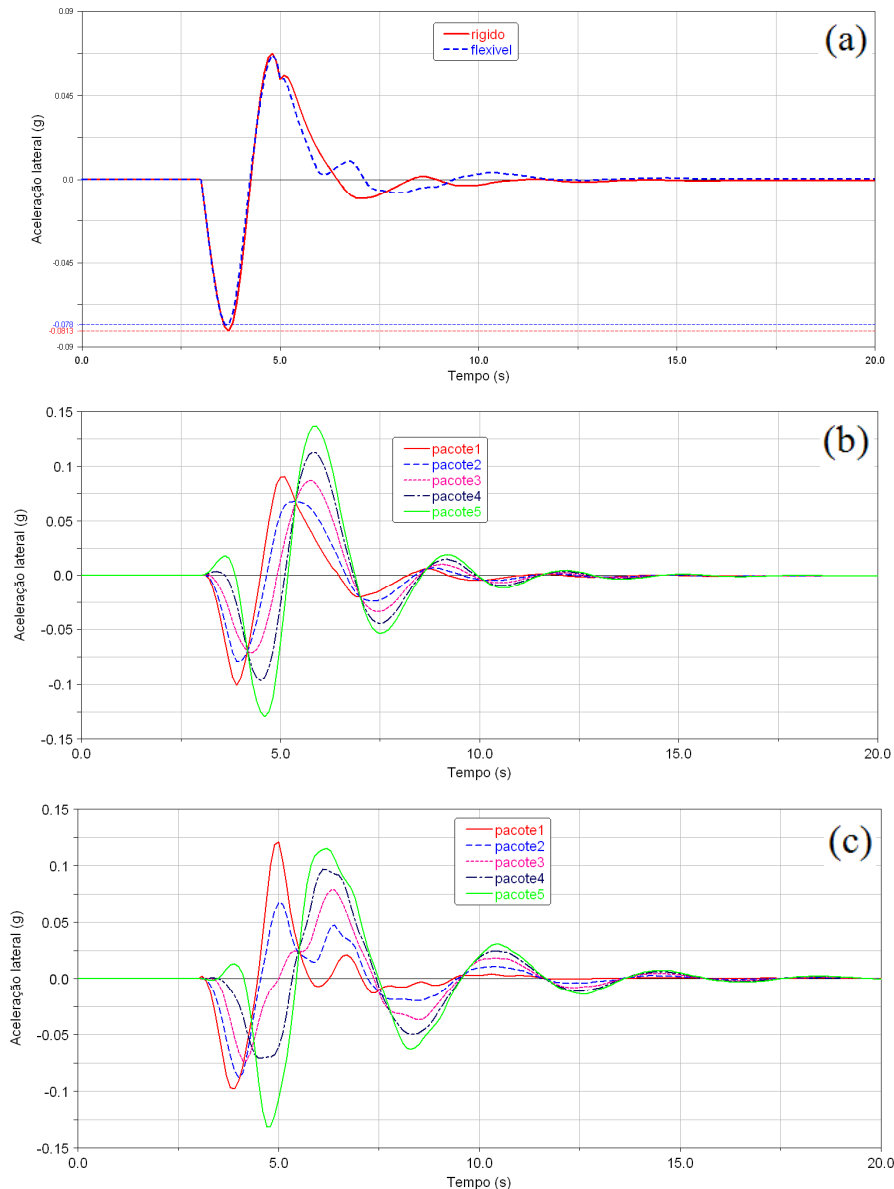 0.09
(a)
rigido
flexivel
0.045
Aceleração lateral (g)
0.0
-0.045
-0.078
-0.0813
-0.09
0.0
5.0
10.0
15.0
20.0
Tempo (s)
0.15
(b)
pacote1
pacote2
pacote3
pacote4
pacote5
0.1
0.05
Aceleração lateral (g)
0.0
-0.05
-0.1
-0.15
0.0
5.0
10.0
15.0
20.0
Tempo (s)
0.15
(c)
pacote1
pacote2
pacote3
pacote4
pacote5
0.1
0.05
Aceleração lateral (g)
0.0
-0.05
-0.1
-0.15
0.0
5.0
10.0
15.0
20.0
Tempo (s)